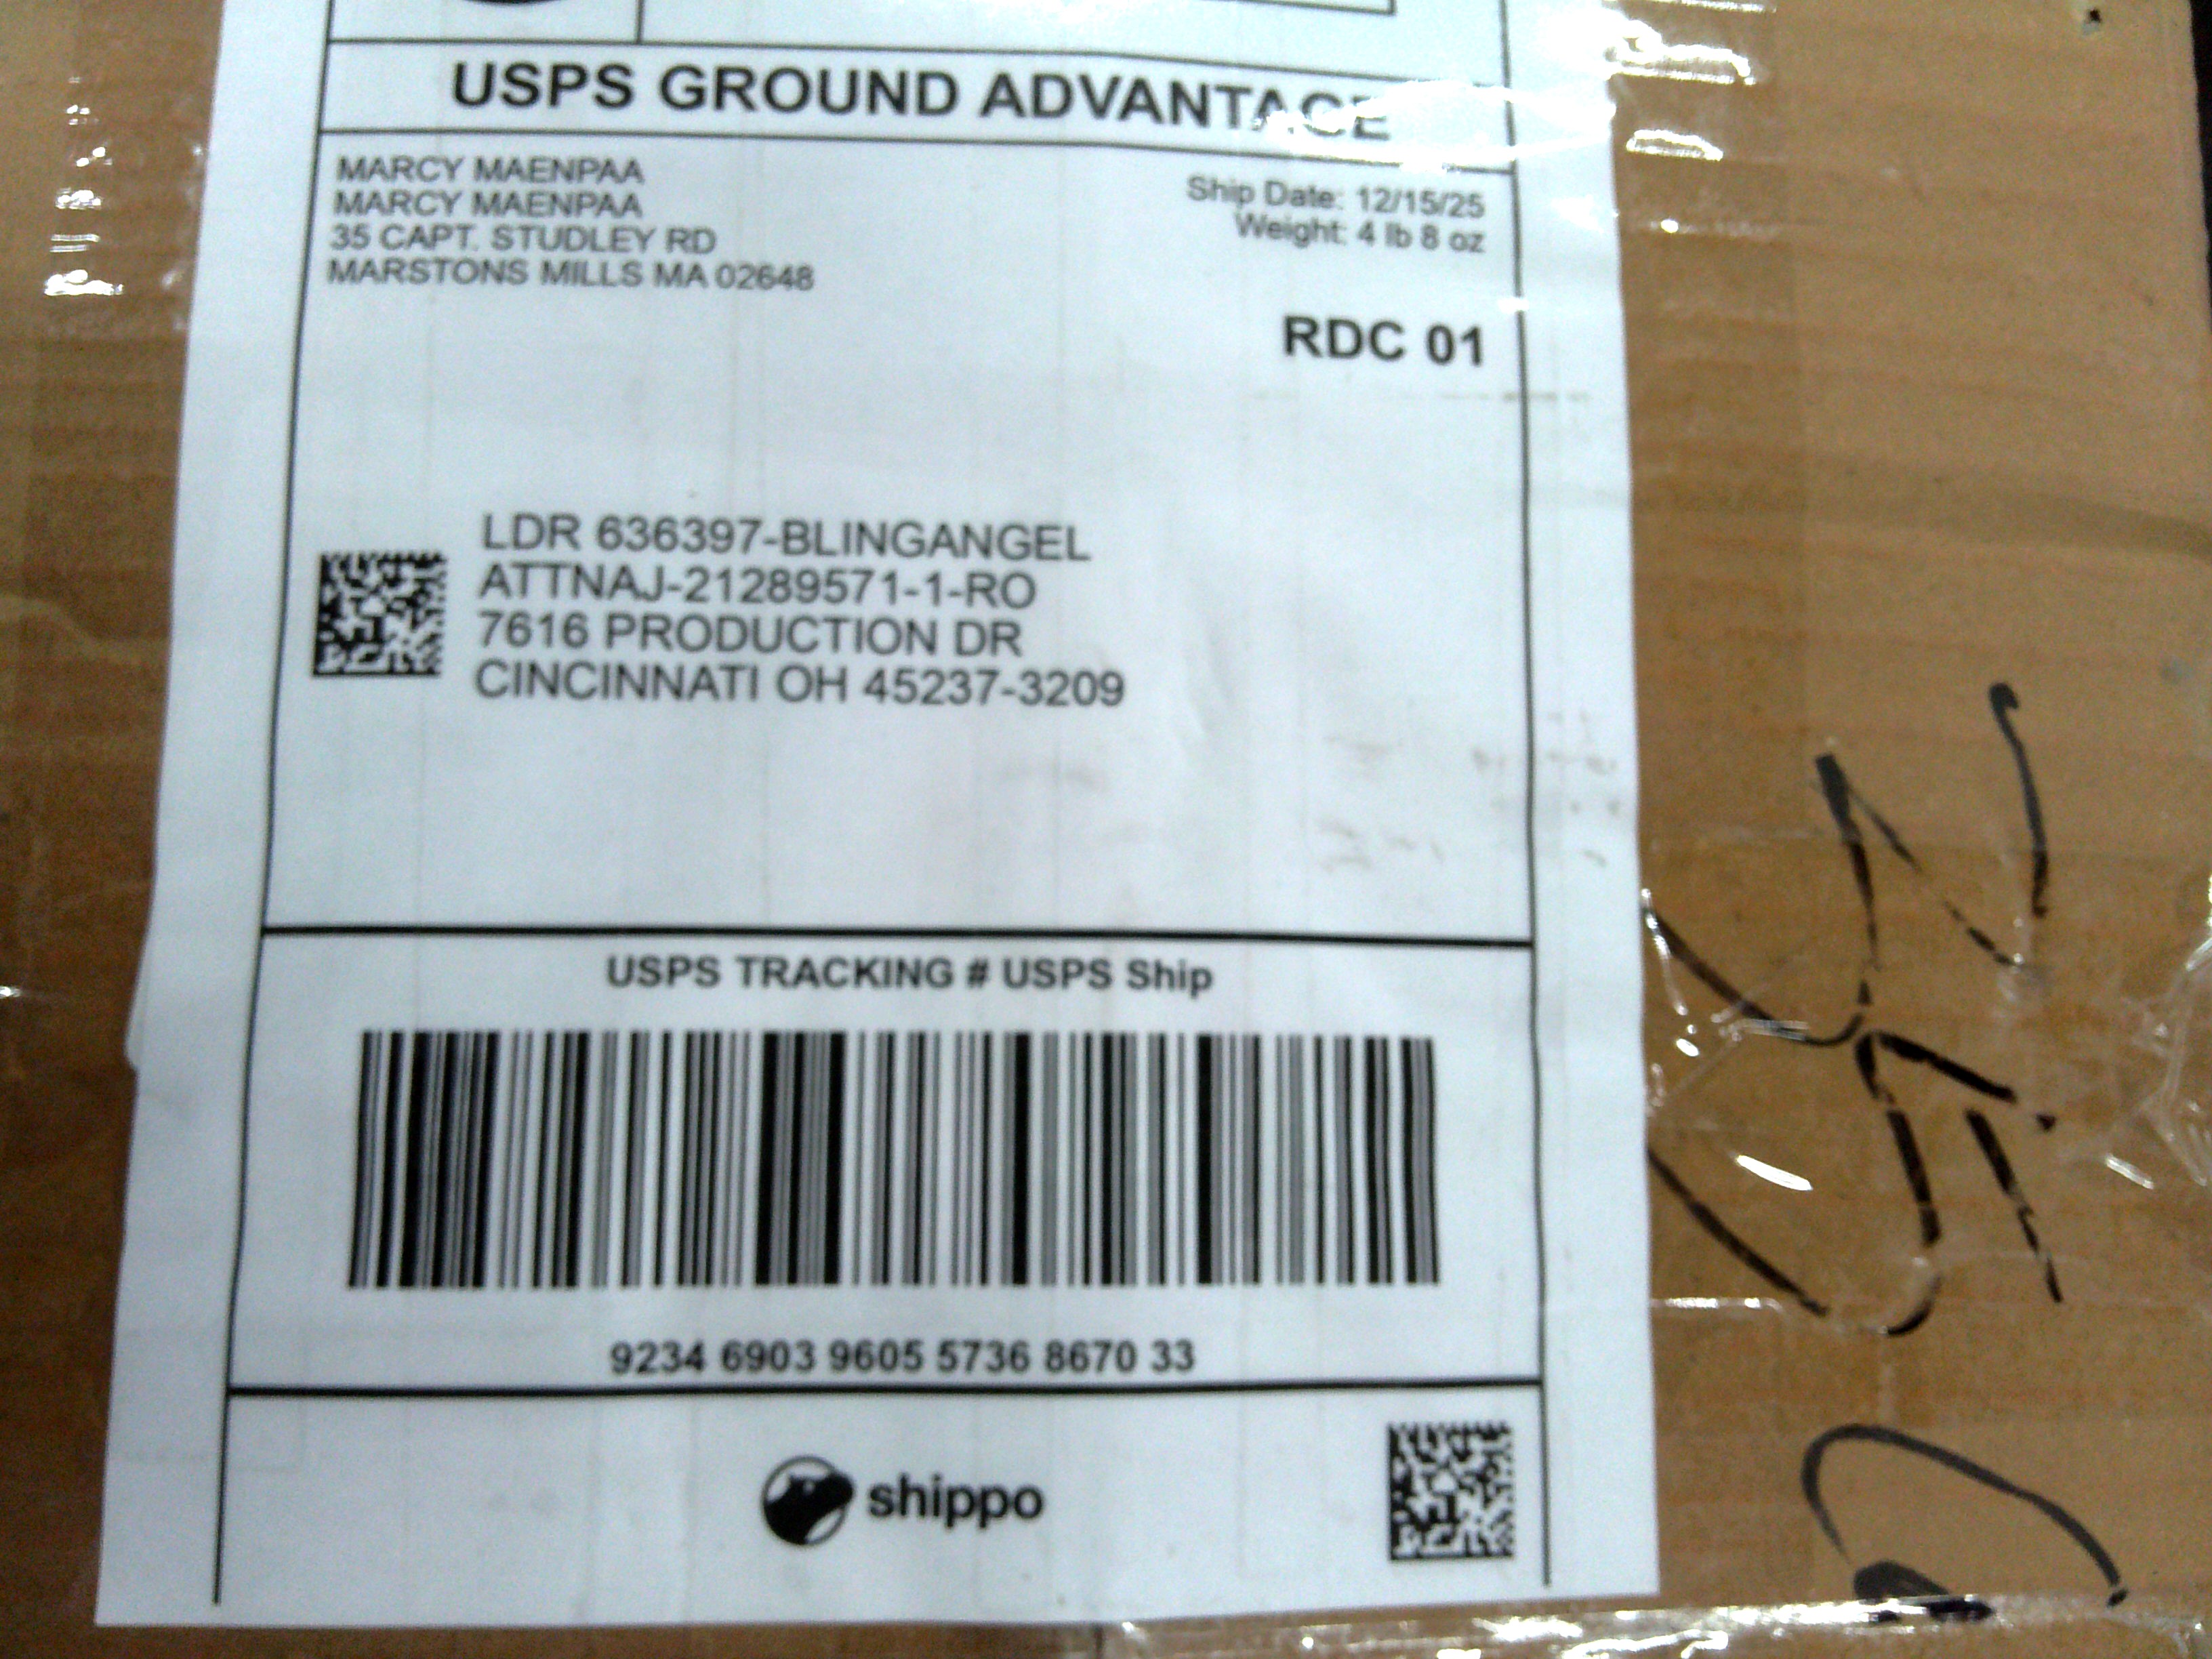 USPS GROUND ADVANTAGE
MARCY MAENPAA
MARCY MAENPAA
35 CAPT. STUDLEY RD
MARSTONS MILLS MA 02648
Ship Date: 12/15/25
Weight: 4 lb 8 oz
RDC 01
LDR 636397-BLINGANGEL
ATTNAJ-21289571-1-RO
7616 PRODUCTION DR
CINCINNATI OH 45237-3209
USPS TRACKING # USPS Ship
9234 6903 9605 5736 8670 33
shippo